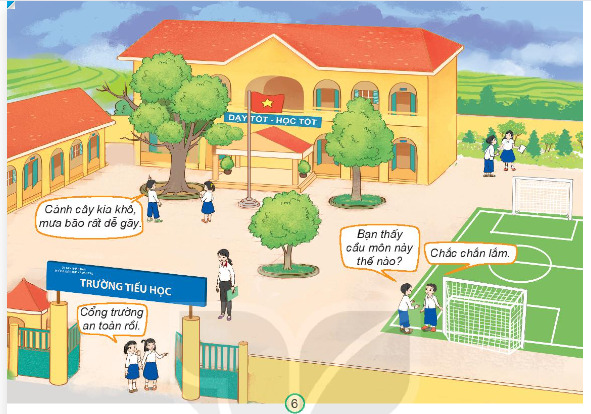 DẠY TỐT - HỌC TỐT
Cành cây kia khô,
mưa bão rất dễ gãy.
Bạn thấy
cầu môn này
thế nào?
Chắc chắn lắm.
TRƯỜNG TIỂU HỌC
Cổng trường
an toàn rồi.
6